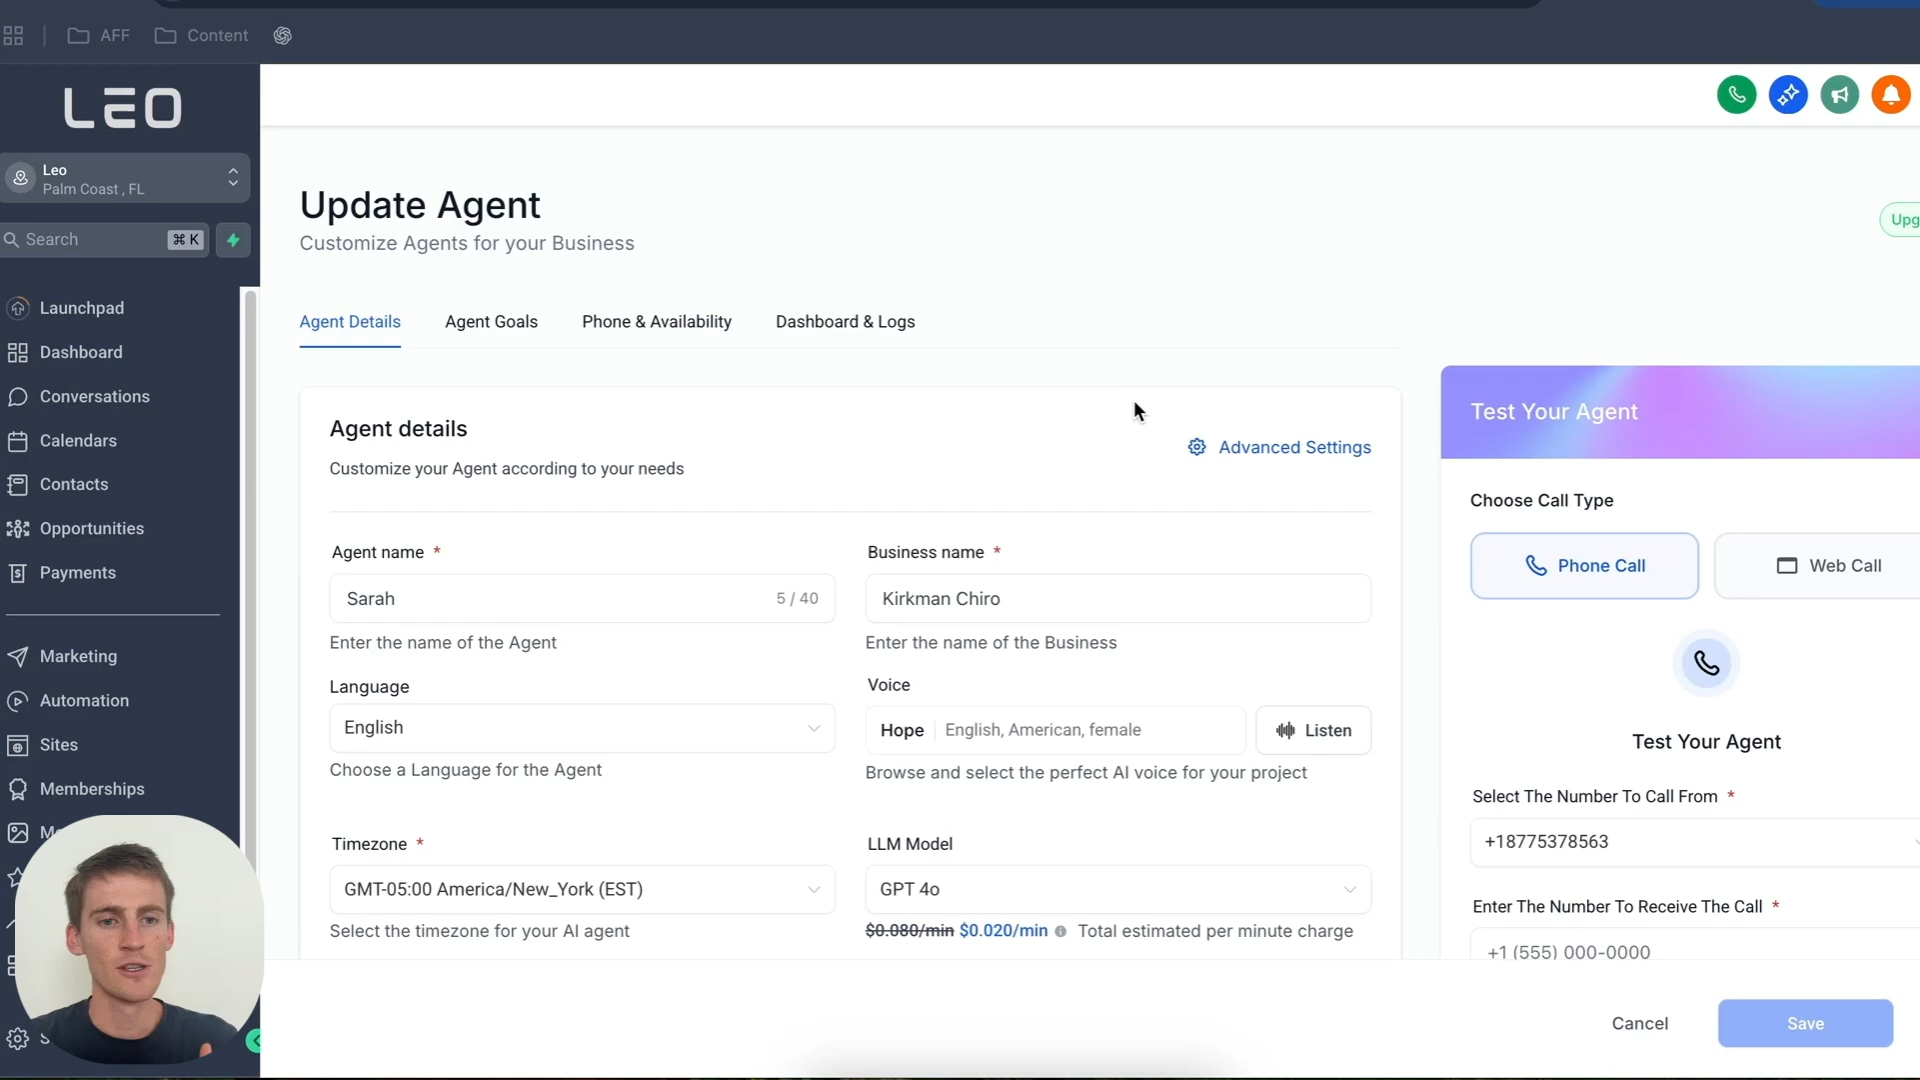 AFF
Content
LEO
Leo
Palm Coast , FL
Search
⌘ K
Launchpad
Dashboard
Conversations
Calendars
Contacts
Opportunities
Payments
Marketing
Automation
Sites
Memberships
Update Agent
Customize Agents for your Business
Agent Details
Agent Goals
Phone & Availability
Dashboard & Logs
Agent details
Customize your Agent according to your needs
Advanced Settings
Agent name *
Sarah
5 / 40
Enter the name of the Agent
Business name *
Kirkman Chiro
Enter the name of the Business
Language
English
Choose a Language for the Agent
Voice
Hope
English, American, female
Listen
Browse and select the perfect AI voice for your project
Timezone *
GMT-05:00 America/New_York (EST)
Select the timezone for your AI agent
LLM Model
GPT 4o
$0.080/min $0.020/min Total estimated per minute charge
Test Your Agent
Choose Call Type
Phone Call
Web Call
Test Your Agent
Select The Number To Call From *
+18775378563
Enter The Number To Receive The Call *
+1 (555) 000-0000
Cancel
Save